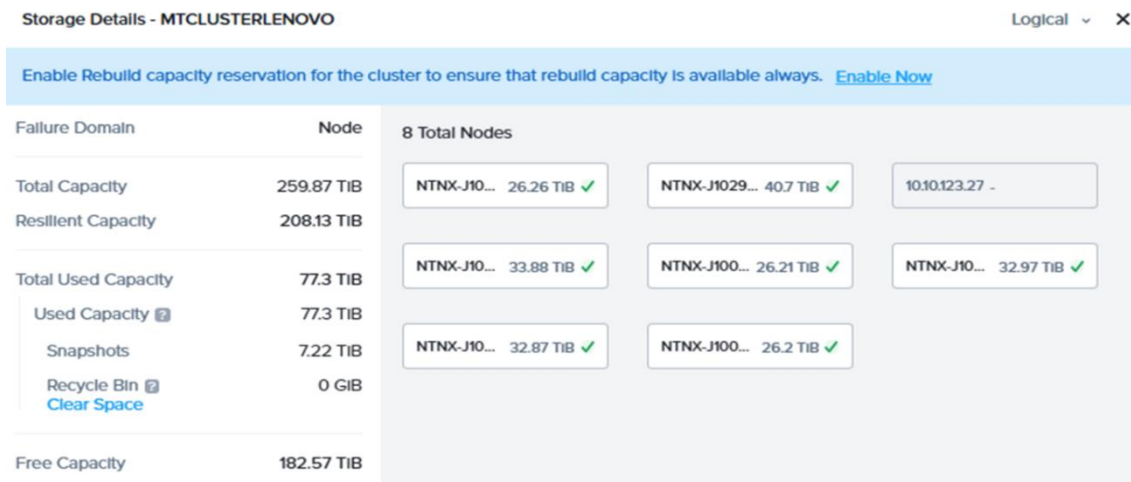 Storage Details - MTCLUSTERLENOVO Logical
Enable Rebuild capacity reservation for the cluster to ensure that rebuild capacity is available always. Enable Now
Failure Domain Node
Total Capacity 259.87 TiB
Resilient Capacity 208.13 TiB
Total Used Capacity 77.3 TiB
Used Capacity ? 77.3 TiB
Snapshots 7.22 TiB
Recycle Bin ? 0 GiB
Clear Space
Free Capacity 182.57 TiB
8 Total Nodes
NTNX-J10... 26.26 TiB NTNX-J1029... 40.7 TiB 10.10.123.27 -
NTNX-J10... 33.88 TiB NTNX-J100... 26.21 TiB NTNX-J10... 32.97 TiB
NTNX-J10... 32.87 TiB NTNX-J100... 26.2 TiB